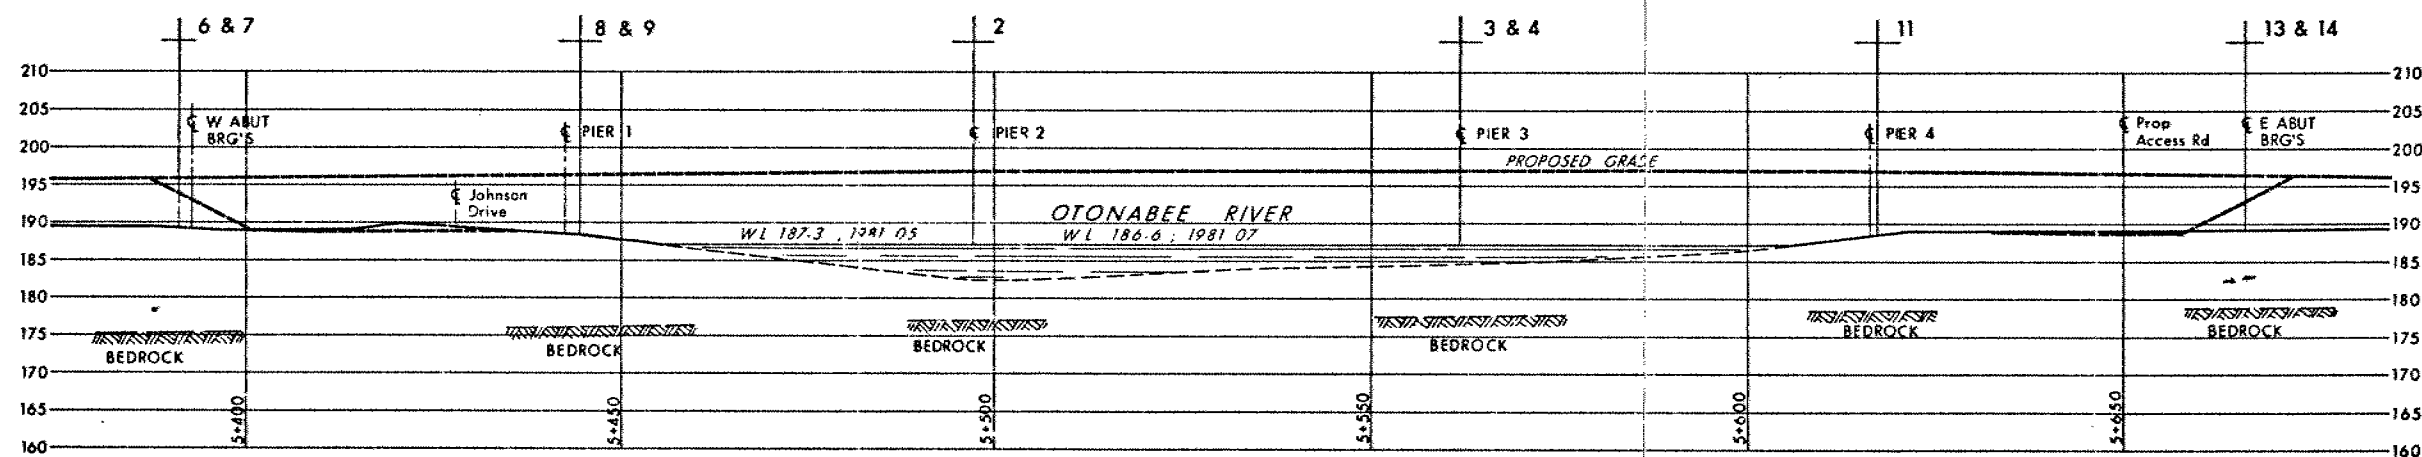 6 & 7
8 & 9
2
3 & 4
11
13 & 14
210
210
205
205
℄ W ABUT
BRG'S
℄ PIER 1
℄ PIER 2
℄ PIER 3
℄ PIER 4
℄ Prop
Access Rd
℄ E ABUT
BRG'S
200
200
PROPOSED GRADE
195
195
℄ Johnson
Drive
190
190
OTONABEE RIVER
WL 187.3 , 1981 05
WL 186.6 ; 1981 07
185
185
180
180
175
175
BEDROCK
BEDROCK
BEDROCK
BEDROCK
BEDROCK
BEDROCK
170
170
165
165
5+400
5+450
5+500
5+550
5+600
5+650
160
160